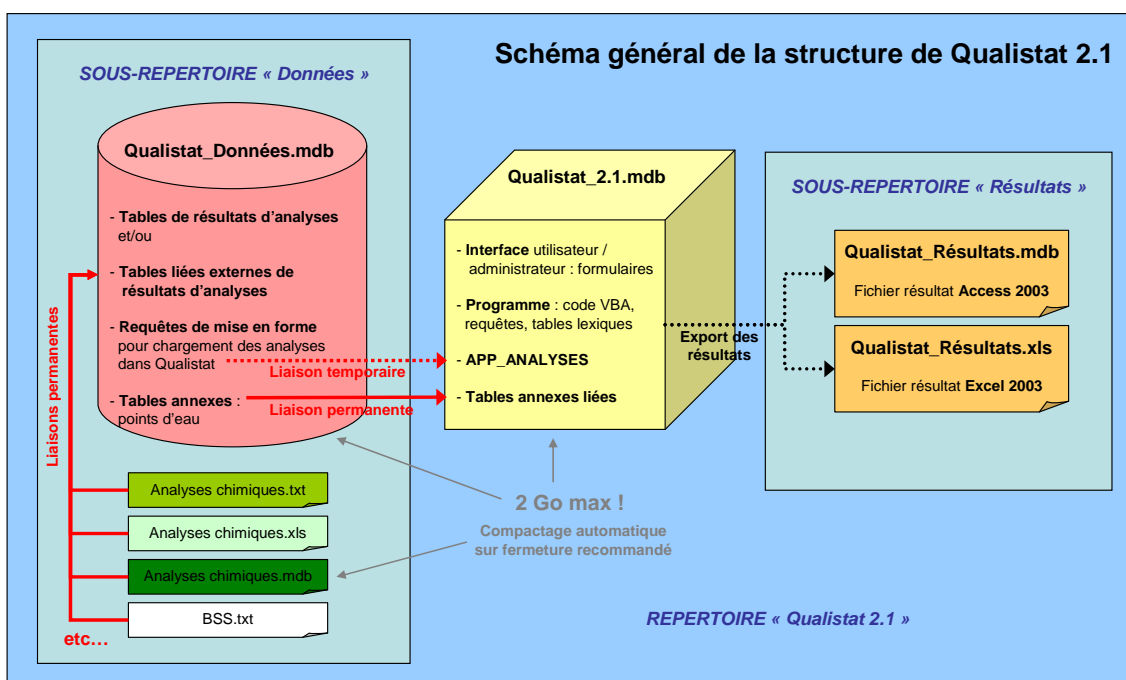 Schéma général de la structure de Qualistat 2.1
SOUS-REPERTOIRE « Données »
Qualistat_Données.mdb
- Tables de résultats d'analyses
et/ou
- Tables liées externes de
résultats d'analyses
- Requêtes de mise en forme
pour chargement des analyses
dans Qualistat
- Tables annexes :
points d'eau
Liaisons permanentes
Liaison temporaire
Liaison permanente
Analyses chimiques.txt
Analyses chimiques.xls
Analyses chimiques.mdb
BSS.txt
etc…
Qualistat_2.1.mdb
- Interface utilisateur /
administrateur : formulaires
- Programme : code VBA,
requêtes, tables lexiques
- APP_ANALYSES
- Tables annexes liées
2 Go max !
Compactage automatique
sur fermeture recommandé
Export des
résultats
SOUS-REPERTOIRE « Résultats »
Qualistat_Résultats.mdb
Fichier résultat Access 2003
Qualistat_Résultats.xls
Fichier résultat Excel 2003
REPERTOIRE « Qualistat 2.1 »